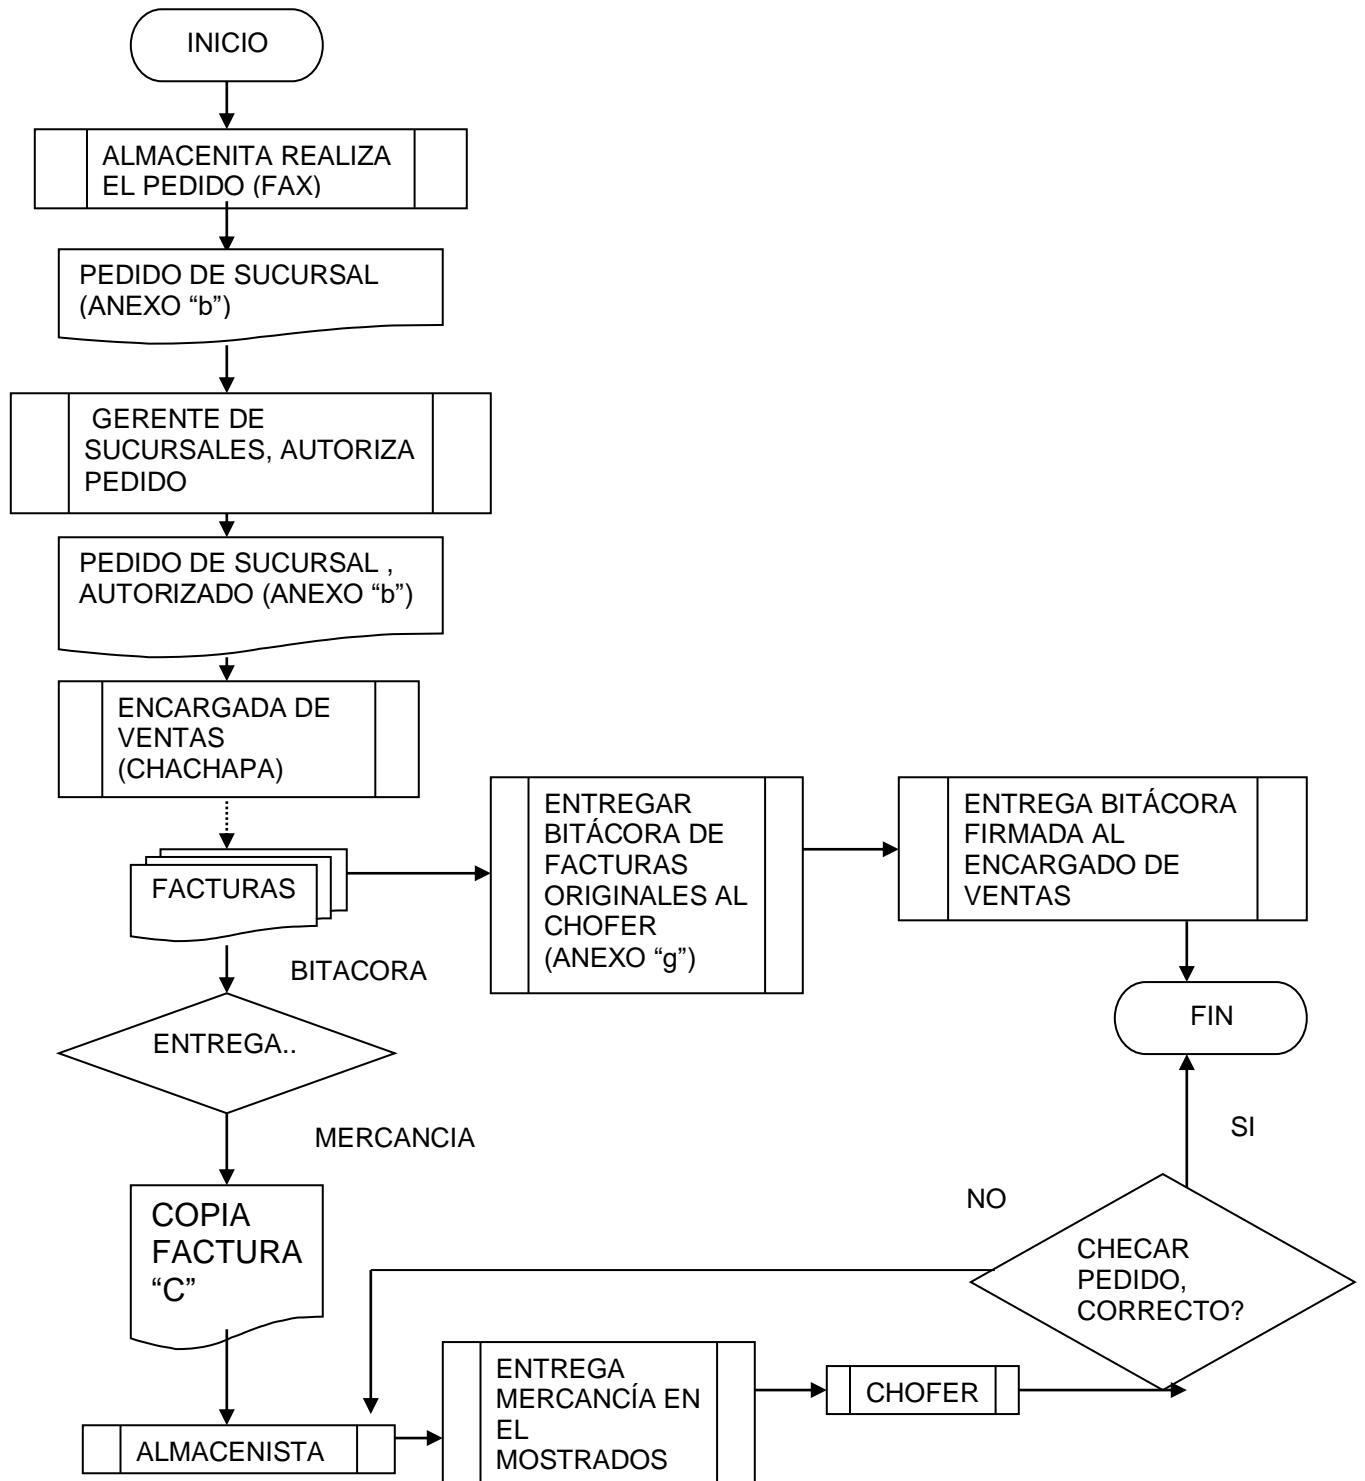 INICIO
ALMACENITA REALIZA
EL PEDIDO (FAX)
PEDIDO DE SUCURSAL
(ANEXO “b”)
GERENTE DE
SUCURSALES, AUTORIZA
PEDIDO
PEDIDO DE SUCURSAL ,
AUTORIZADO (ANEXO “b”)
ENCARGADA DE
VENTAS
(CHACHAPA)
FACTURAS
ENTREGAR
BITÁCORA DE
FACTURAS
ORIGINALES AL
CHOFER
(ANEXO “g”)
ENTREGA BITÁCORA
FIRMADA AL
ENCARGADO DE
VENTAS
BITACORA
FIN
ENTREGA..
MERCANCIA
SI
NO
COPIA
FACTURA
“C”
CHECAR
PEDIDO,
CORRECTO?
ENTREGA
MERCANCÍA EN
EL
MOSTRADOS
CHOFER
ALMACENISTA